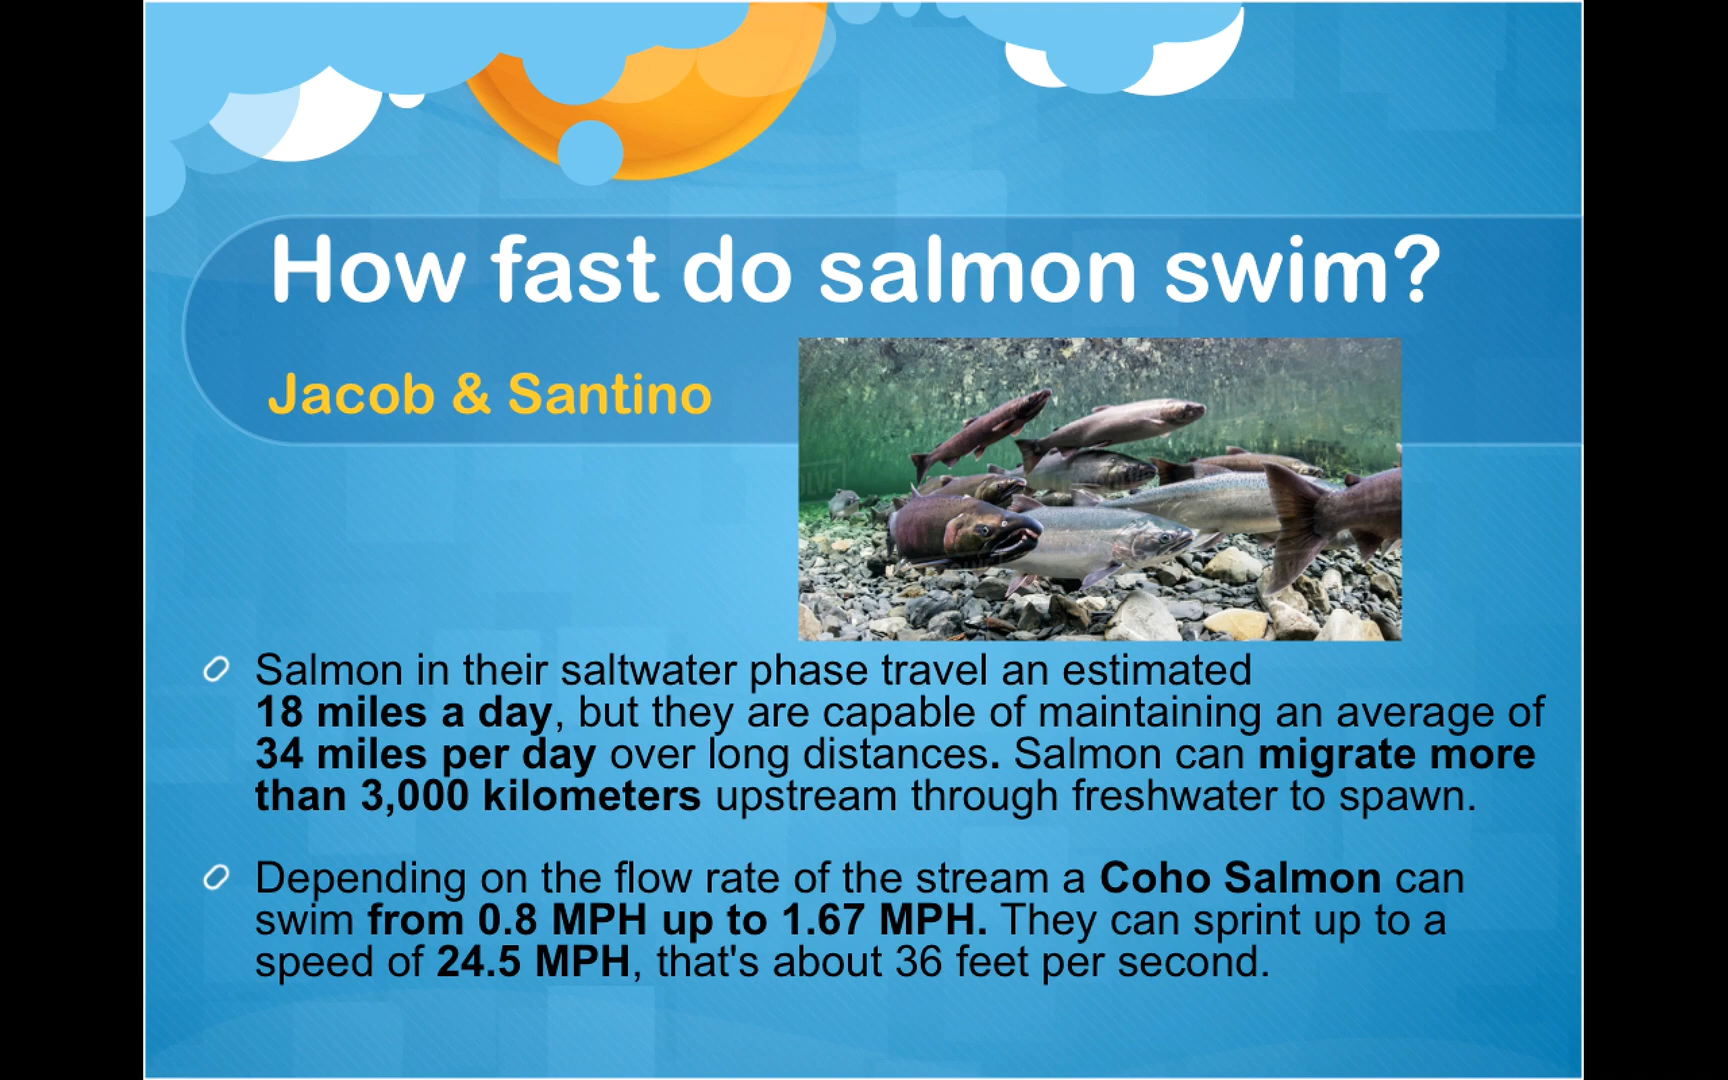 How fast do salmon swim?
Jacob & Santino
Salmon in their saltwater phase travel an estimated
18 miles a day, but they are capable of maintaining an average of
34 miles per day over long distances. Salmon can migrate more
than 3,000 kilometers upstream through freshwater to spawn.
Depending on the flow rate of the stream a Coho Salmon can
swim from 0.8 MPH up to 1.67 MPH. They can sprint up to a
speed of 24.5 MPH, that's about 36 feet per second.